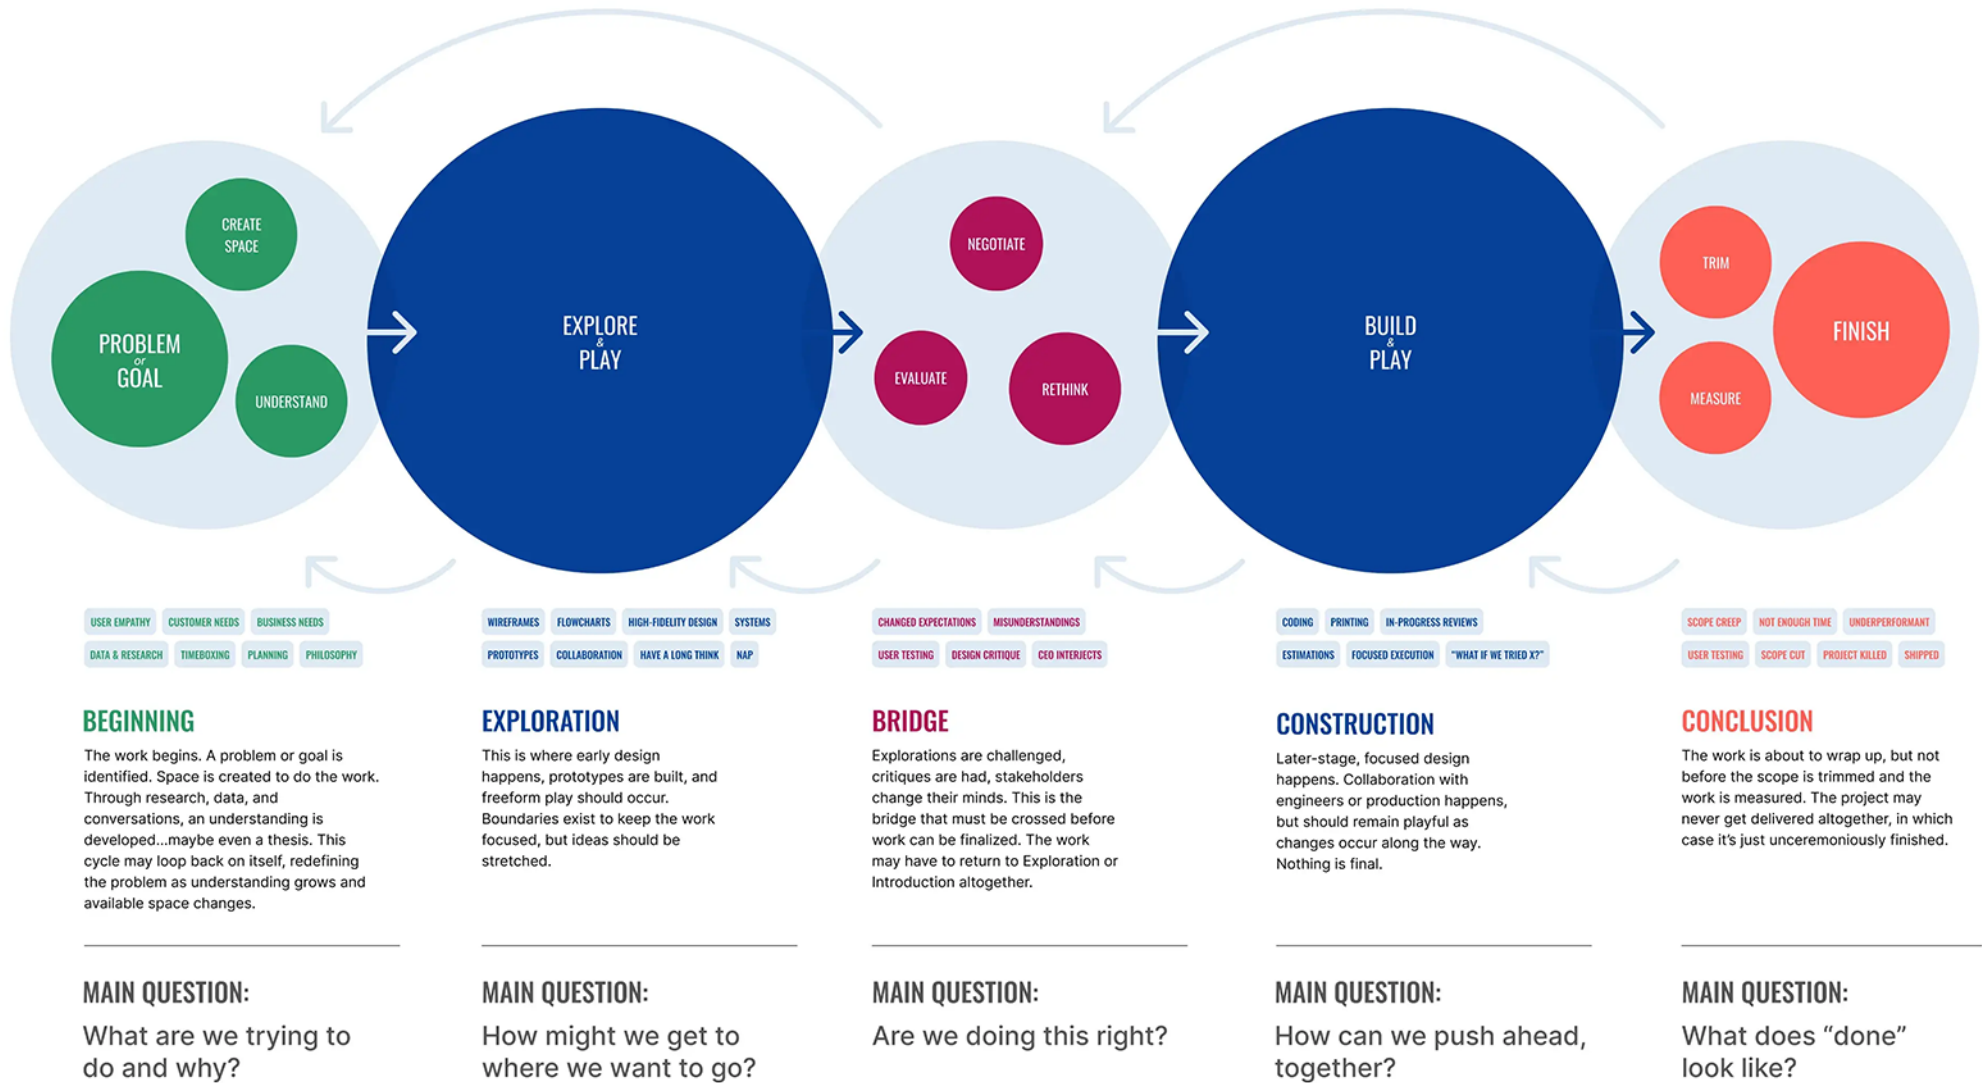 CREATE
SPACE
PROBLEM
or
GOAL
UNDERSTAND
EXPLORE
&
PLAY
NEGOTIATE
EVALUATE
RETHINK
BUILD
&
PLAY
TRIM
MEASURE
FINISH
USER EMPATHY CUSTOMER NEEDS BUSINESS NEEDS
DATA & RESEARCH TIMEBOXING PLANNING PHILOSOPHY
BEGINNING
The work begins. A problem or goal is
identified. Space is created to do the work.
Through research, data, and
conversations, an understanding is
developed...maybe even a thesis. This
cycle may loop back on itself, redefining
the problem as understanding grows and
available space changes.
MAIN QUESTION:
What are we trying to
do and why?
WIREFRAMES FLOWCHARTS HIGH-FIDELITY DESIGN SYSTEMS
PROTOTYPES COLLABORATION HAVE A LONG THINK NAP
EXPLORATION
This is where early design
happens, prototypes are built, and
freeform play should occur.
Boundaries exist to keep the work
focused, but ideas should be
stretched.
MAIN QUESTION:
How might we get to
where we want to go?
CHANGED EXPECTATIONS MISUNDERSTANDINGS
USER TESTING DESIGN CRITIQUE CEO INTERJECTS
BRIDGE
Explorations are challenged,
critiques are had, stakeholders
change their minds. This is the
bridge that must be crossed before
work can be finalized. The work
may have to return to Exploration or
Introduction altogether.
MAIN QUESTION:
Are we doing this right?
CODING PRINTING IN-PROGRESS REVIEWS
ESTIMATIONS FOCUSED EXECUTION "WHAT IF WE TRIED X?"
CONSTRUCTION
Later-stage, focused design
happens. Collaboration with
engineers or production happens,
but should remain playful as
changes occur along the way.
Nothing is final.
MAIN QUESTION:
How can we push ahead,
together?
SCOPE CREEP NOT ENOUGH TIME UNDERPERFORMANT
USER TESTING SCOPE CUT PROJECT KILLED SHIPPED
CONCLUSION
The work is about to wrap up, but not
before the scope is trimmed and the
work is measured. The project may
never get delivered altogether, in which
case it's just unceremoniously finished.
MAIN QUESTION:
What does “done”
look like?